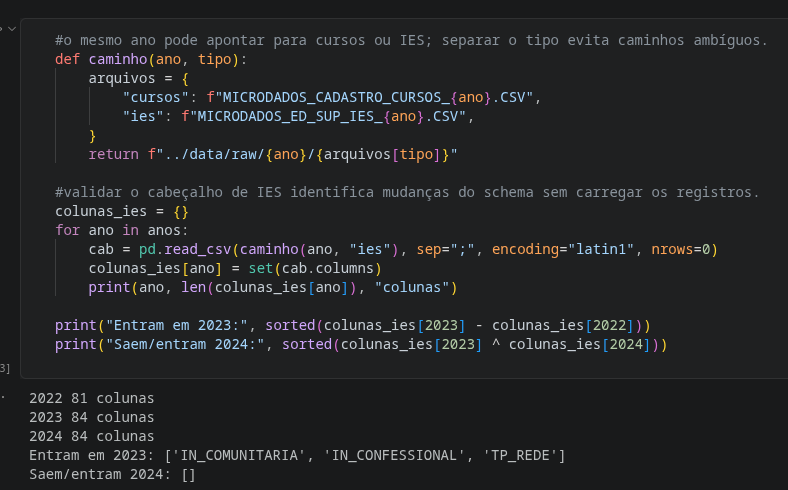 #o mesmo ano pode apontar para cursos ou IES; separar o tipo evita caminhos ambíguos.
def caminho(ano, tipo):
    arquivos = {
        "cursos": f"MICRODADOS_CADASTRO_CURSOS_{ano}.CSV",
        "ies": f"MICRODADOS_ED_SUP_IES_{ano}.CSV",
    }
    return f"../data/raw/{ano}/{arquivos[tipo]}"
#validar o cabeçalho de IES identifica mudanças do schema sem carregar os registros.
colunas_ies = {}
for ano in anos:
    cab = pd.read_csv(caminho(ano, "ies"), sep=";", encoding="latin1", nrows=0)
    colunas_ies[ano] = set(cab.columns)
    print(ano, len(colunas_ies[ano]), "colunas")
print("Entram em 2023:", sorted(colunas_ies[2023] - colunas_ies[2022]))
print("Saem/entram 2024:", sorted(colunas_ies[2023] ^ colunas_ies[2024]))
3]
2022 81 colunas
2023 84 colunas
2024 84 colunas
Entram em 2023: ['IN_COMUNITARIA', 'IN_CONFESSIONAL', 'TP_REDE']
Saem/entram 2024: []